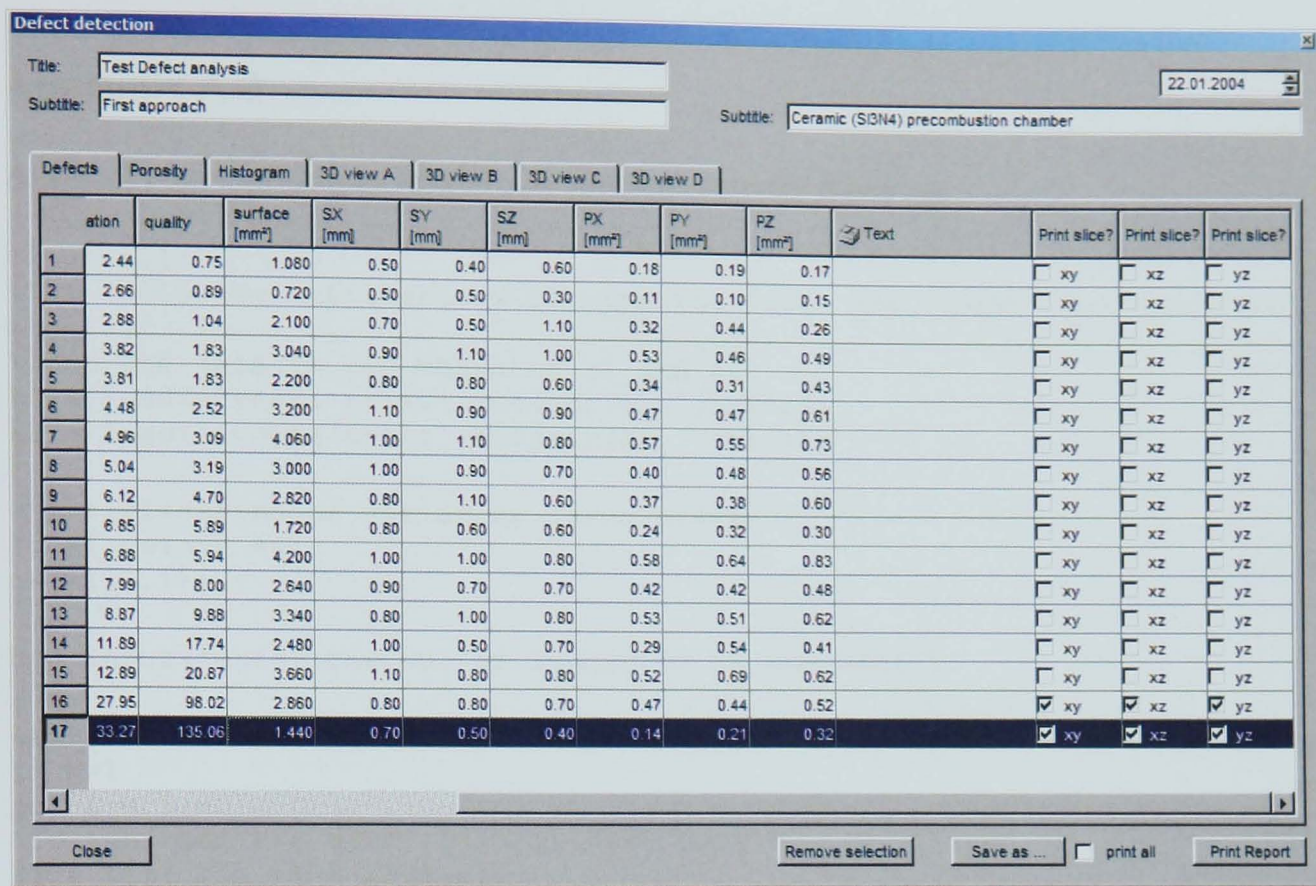 Defect detection
Title: Test Defect analysis
22.01.2004
Subtitle: First approach
Subtitle: Ceramic (SI3N4) precombustion chamber
Defects Porosity Histogram 3D view A 3D view B 3D view C 3D view D
ation quality surface [mm²] SX [mm] SY [mm] SZ [mm] PX [mm²] PY [mm²] PZ [mm²] Text Print slice? Print slice? Print slice?
1 2.44 0.75 1.080 0.50 0.40 0.60 0.18 0.19 0.17 xy xz yz
2 2.66 0.89 0.720 0.50 0.50 0.30 0.11 0.10 0.15 xy xz yz
3 2.88 1.04 2.100 0.70 0.50 1.10 0.32 0.44 0.26 xy xz yz
4 3.82 1.83 3.040 0.90 1.10 1.00 0.53 0.46 0.49 xy xz yz
5 3.81 1.83 2.200 0.80 0.80 0.60 0.34 0.31 0.43 xy xz yz
6 4.48 2.52 3.200 1.10 0.90 0.90 0.47 0.47 0.61 xy xz yz
7 4.96 3.09 4.060 1.00 1.10 0.80 0.57 0.55 0.73 xy xz yz
8 5.04 3.19 3.000 1.00 0.90 0.70 0.40 0.48 0.56 xy xz yz
9 6.12 4.70 2.820 0.80 1.10 0.60 0.37 0.38 0.60 xy xz yz
10 6.85 5.89 1.720 0.80 0.60 0.60 0.24 0.32 0.30 xy xz yz
11 6.88 5.94 4.200 1.00 1.00 0.80 0.58 0.64 0.83 xy xz yz
12 7.99 8.00 2.640 0.90 0.70 0.70 0.42 0.42 0.48 xy xz yz
13 8.87 9.88 3.340 0.80 1.00 0.80 0.53 0.51 0.62 xy xz yz
14 11.89 17.74 2.480 1.00 0.50 0.70 0.29 0.54 0.41 xy xz yz
15 12.89 20.87 3.660 1.10 0.80 0.80 0.52 0.69 0.62 xy xz yz
16 27.95 98.02 2.860 0.80 0.80 0.70 0.47 0.44 0.52 xy xz yz
17 33.27 135.06 1.440 0.70 0.50 0.40 0.14 0.21 0.32 xy xz yz
Close Remove selection Save as ... print all Print Report